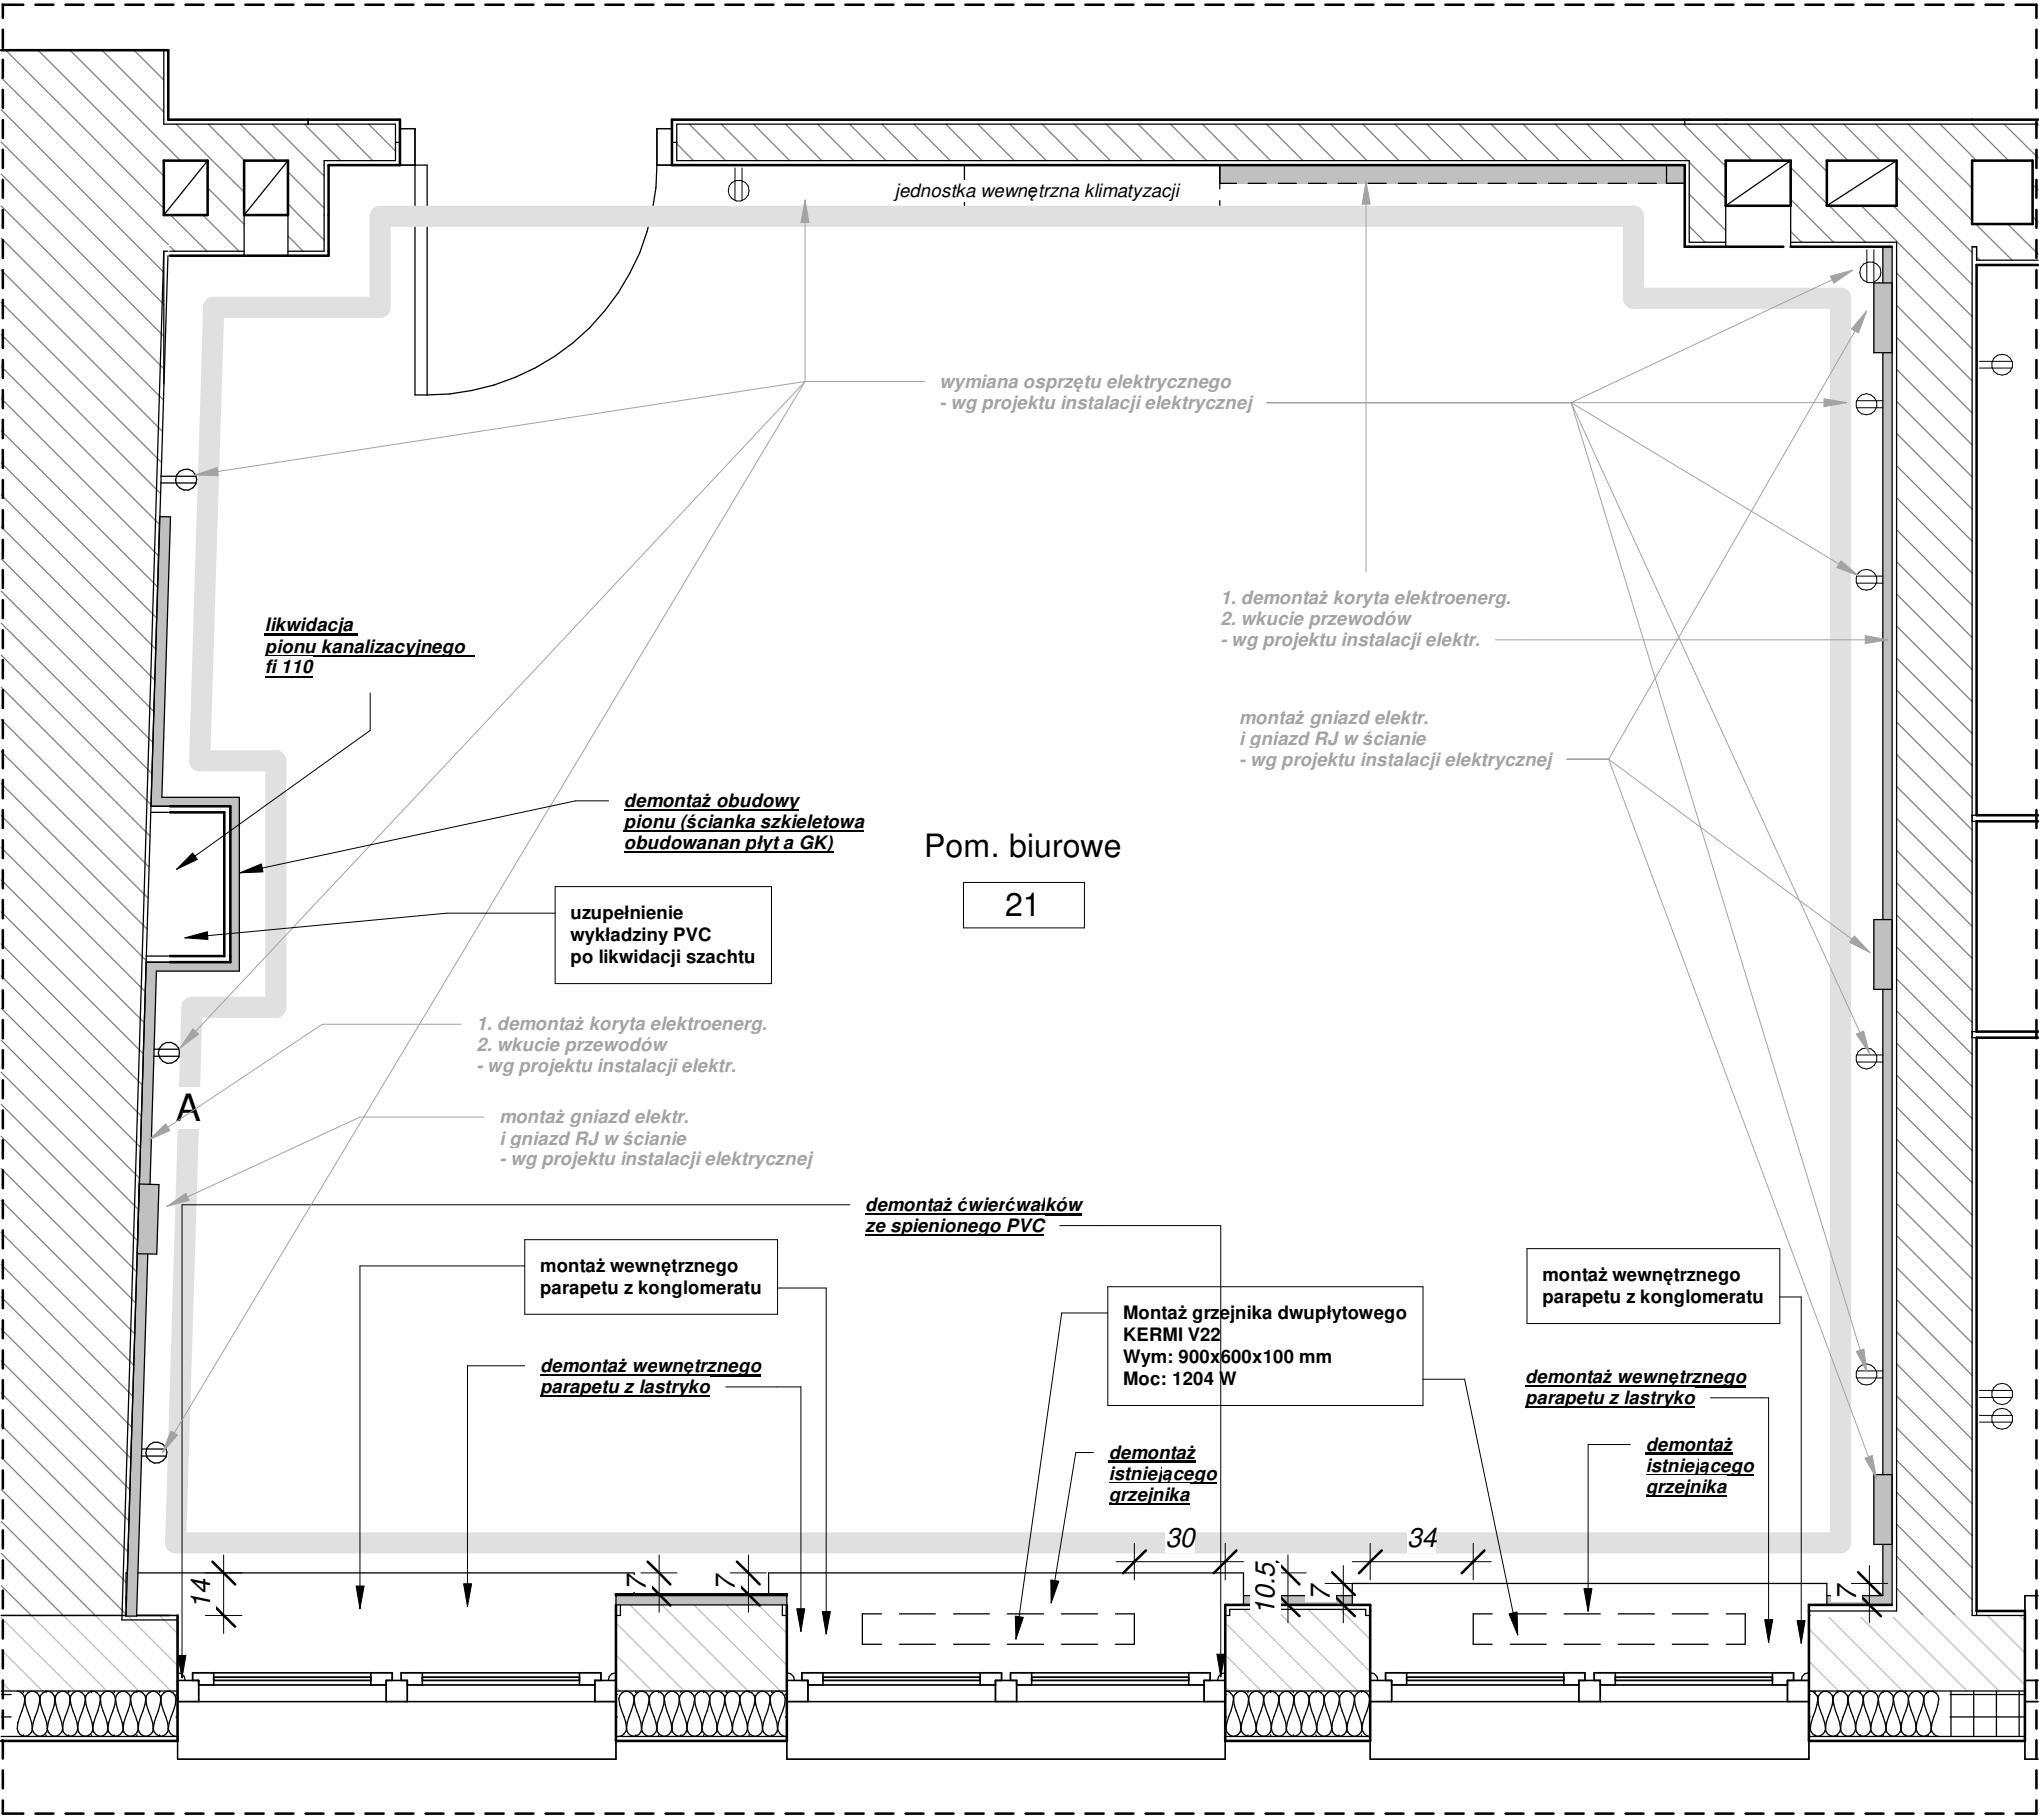 jednostka wewnętrzna klimatyzacji
wymiana osprzętu elektrycznego
- wg projektu instalacji elektrycznej
1. demontaż koryta elektroenerg.
2. wkucie przewodów
- wg projektu instalacji elektr.
likwidacja
pionu kanalizacyjnego
fi 110
montaż gniazd elektr.
i gniazd RJ w ścianie
- wg projektu instalacji elektrycznej
demontaż obudowy
pionu (ścianka szkieletowa
obudowanan płyt a GK)
Pom. biurowe
21
uzupełnienie
wykładziny PVC
po likwidacji szachtu
1. demontaż koryta elektroenerg.
2. wkucie przewodów
- wg projektu instalacji elektr.
A
montaż gniazd elektr.
i gniazd RJ w ścianie
- wg projektu instalacji elektrycznej
demontaż ćwierćwałków
ze spienionego PVC
montaż wewnętrznego
parapetu z konglomeratu
Montaż grzejnika dwupłytowego
KERMI V22
Wym: 900x600x100 mm
Moc: 1204 W
montaż wewnętrznego
parapetu z konglomeratu
demontaż wewnętrznego
parapetu z lastryko
demontaż wewnętrznego
parapetu z lastryko
demontaż
istniejącego
grzejnika
demontaż
istniejącego
grzejnika
30
34
14
7
7
10.5
7
7